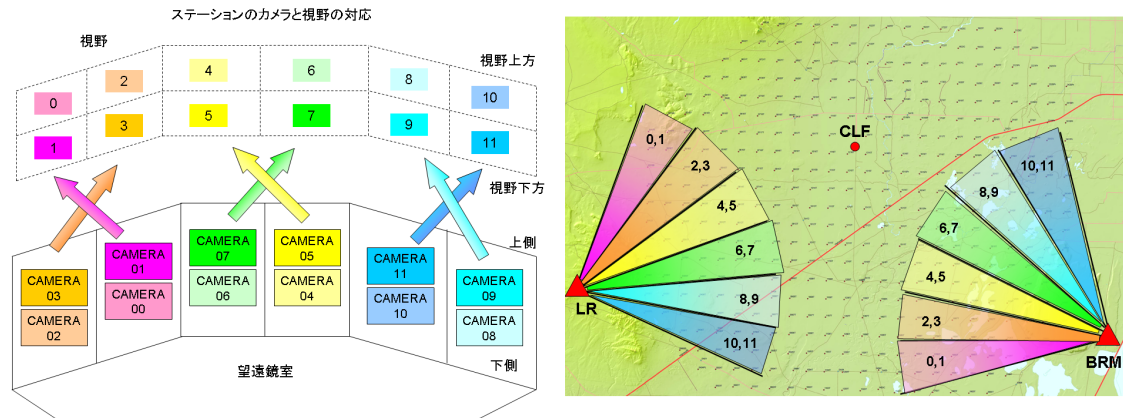 ステーションのカメラと視野の対応
視野
視野上方
0
2
4
6
8
10
1
3
5
7
9
11
視野下方
上側
CAMERA
03
CAMERA
02
CAMERA
01
CAMERA
00
CAMERA
07
CAMERA
06
CAMERA
05
CAMERA
04
CAMERA
11
CAMERA
10
CAMERA
09
CAMERA
08
下側
望遠鏡室
CLF
0,1
2,3
4,5
6,7
8,9
10,11
LR
10,11
8,9
6,7
4,5
2,3
0,1
BRM